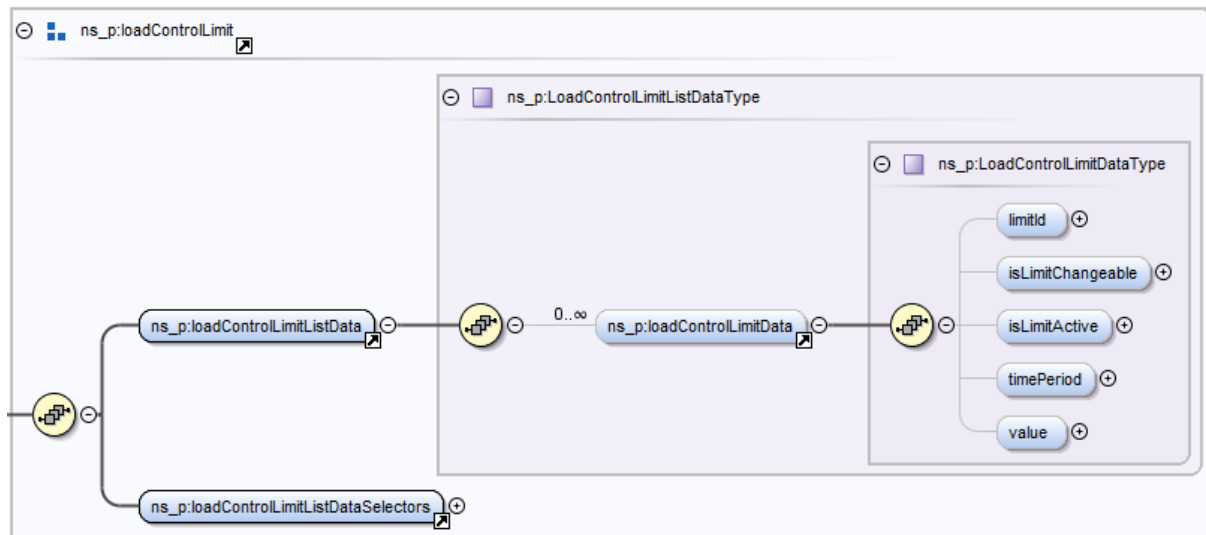 ns_p:loadControlLimit
ns_p:LoadControlLimitListDataType
ns_p:LoadControlLimitDataType
limitId
isLimitChangeable
ns_p:loadControlLimitListData
0..∞
ns_p:loadControlLimitData
isLimitActive
timePeriod
value
ns_p:loadControlLimitListDataSelectors